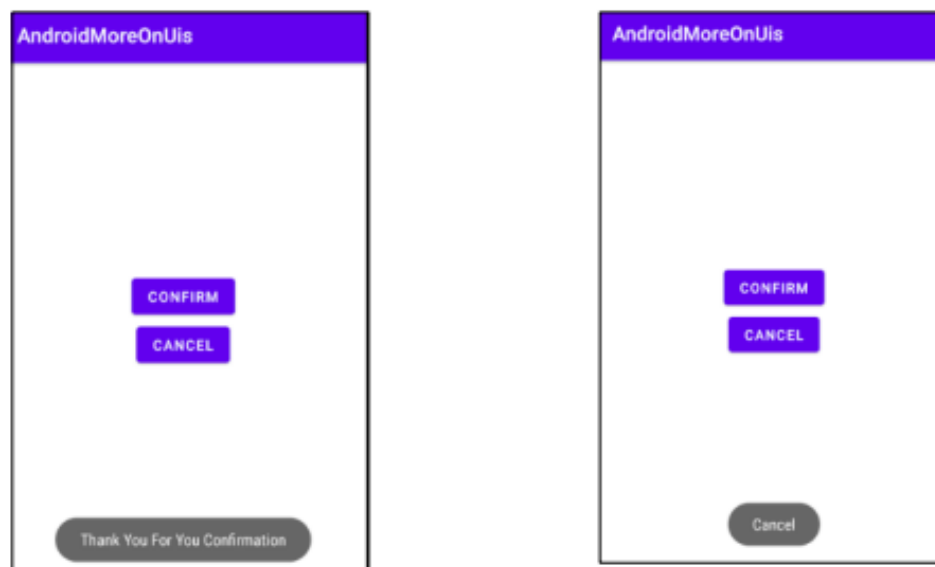 AndroidMoreOnUis
CONFIRM
CANCEL
Thank You For You Confirmation
AndroidMoreOnUis
CONFIRM
CANCEL
Cancel